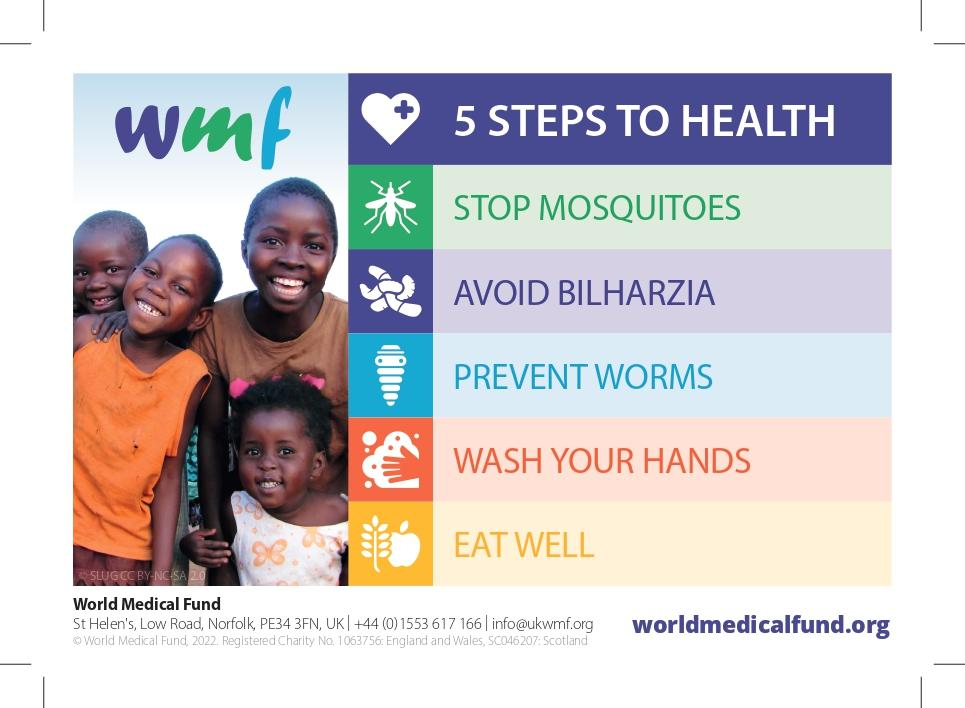 wmf
5 STEPS TO HEALTH
STOP MOSQUITOES
AVOID BILHARZIA
PREVENT WORMS
WASH YOUR HANDS
EAT WELL
© SLUG CC BY-NC-SA 2.0
World Medical Fund
St Helen's, Low Road, Norfolk, PE34 3FN, UK | +44 (0)1553 617 166 | info@ukwmf.org
© World Medical Fund, 2022. Registered Charity No. 1063756: England and Wales, SC046207: Scotland
worldmedicalfund.org